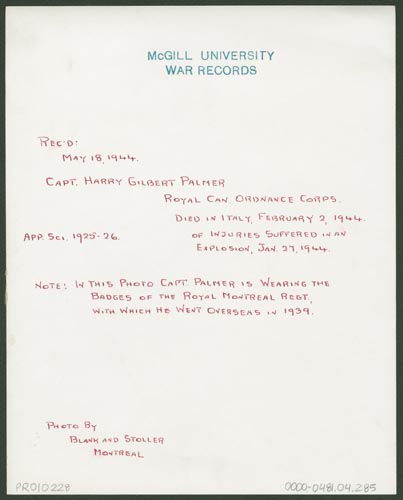 McGILL UNIVERSITY
WAR RECORDS
REC'D:
MAY 18, 1944.
CAPT. HARRY GILBERT PALMER
ROYAL CAN. ORDNANCE CORPS.
DIED IN ITALY, FEBRUARY 2, 1944.
APP. SCI. 1925-26. OF INJURIES SUFFERED IN AN
EXPLOSION, JAN. 27, 1944.
NOTE: IN THIS PHOTO CAPT. PALMER IS WEARING THE
BADGES OF THE ROYAL MONTREAL REGT.,
WITH WHICH HE WENT OVERSEAS IN 1939.
PHOTO BY
BLANK AND STOLLER
MONTREAL
PR010228 0000-0481.04.285